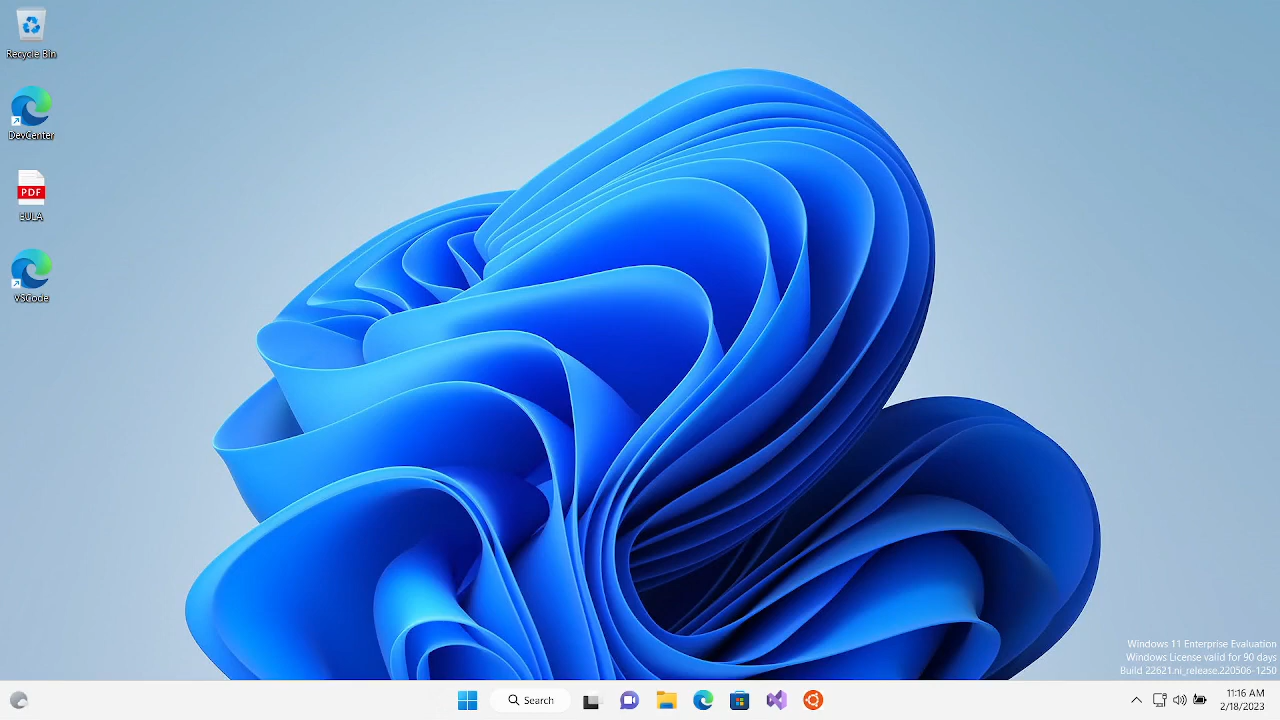 Recycle Bin
DevCenter
PDF
EULA
VSCode
Windows 11 Enterprise Evaluation
Windows License valid for 90 days
Build 22621.ni_release.220506-1250
Search
11:16 AM
2/18/2023